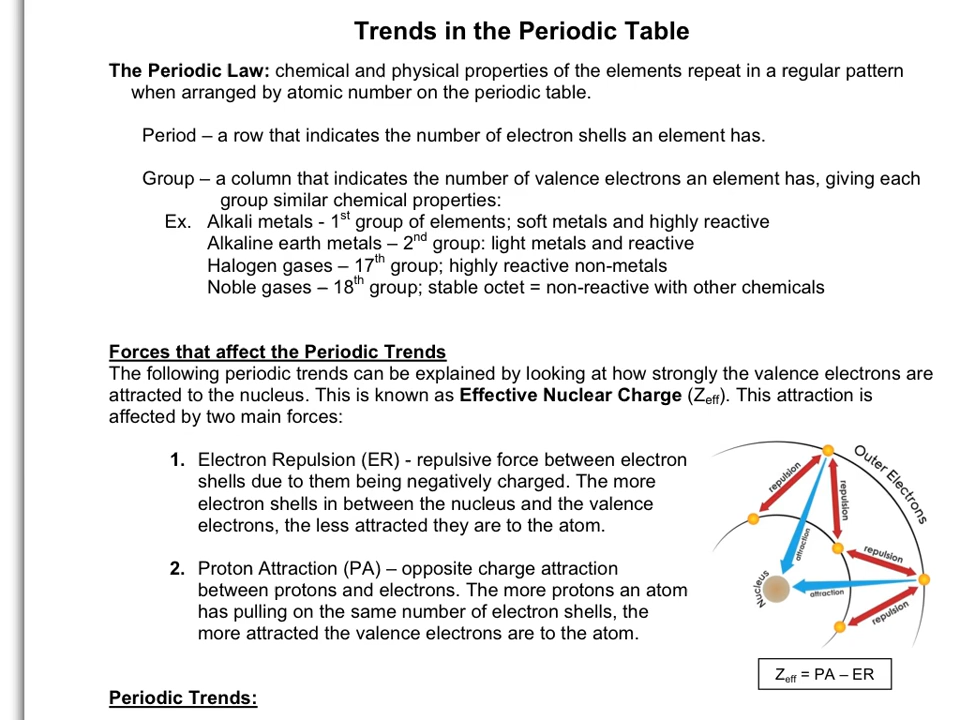 Trends in the Periodic Table
The Periodic Law: chemical and physical properties of the elements repeat in a regular pattern
when arranged by atomic number on the periodic table.
Period – a row that indicates the number of electron shells an element has.
Group – a column that indicates the number of valence electrons an element has, giving each
group similar chemical properties:
Ex. Alkali metals - 1st group of elements; soft metals and highly reactive
Alkaline earth metals – 2nd group: light metals and reactive
Halogen gases – 17th group; highly reactive non-metals
Noble gases – 18th group; stable octet = non-reactive with other chemicals
Forces that affect the Periodic Trends
The following periodic trends can be explained by looking at how strongly the valence electrons are
attracted to the nucleus. This is known as Effective Nuclear Charge (Zeff). This attraction is
affected by two main forces:
1. Electron Repulsion (ER) - repulsive force between electron
shells due to them being negatively charged. The more
electron shells in between the nucleus and the valence
electrons, the less attracted they are to the atom.
2. Proton Attraction (PA) – opposite charge attraction
between protons and electrons. The more protons an atom
has pulling on the same number of electron shells, the
more attracted the valence electrons are to the atom.
Outer Electrons
repulsion
repulsion
attraction
repulsion
Nucleus
attraction
repulsion
Zeff = PA – ER
Periodic Trends: